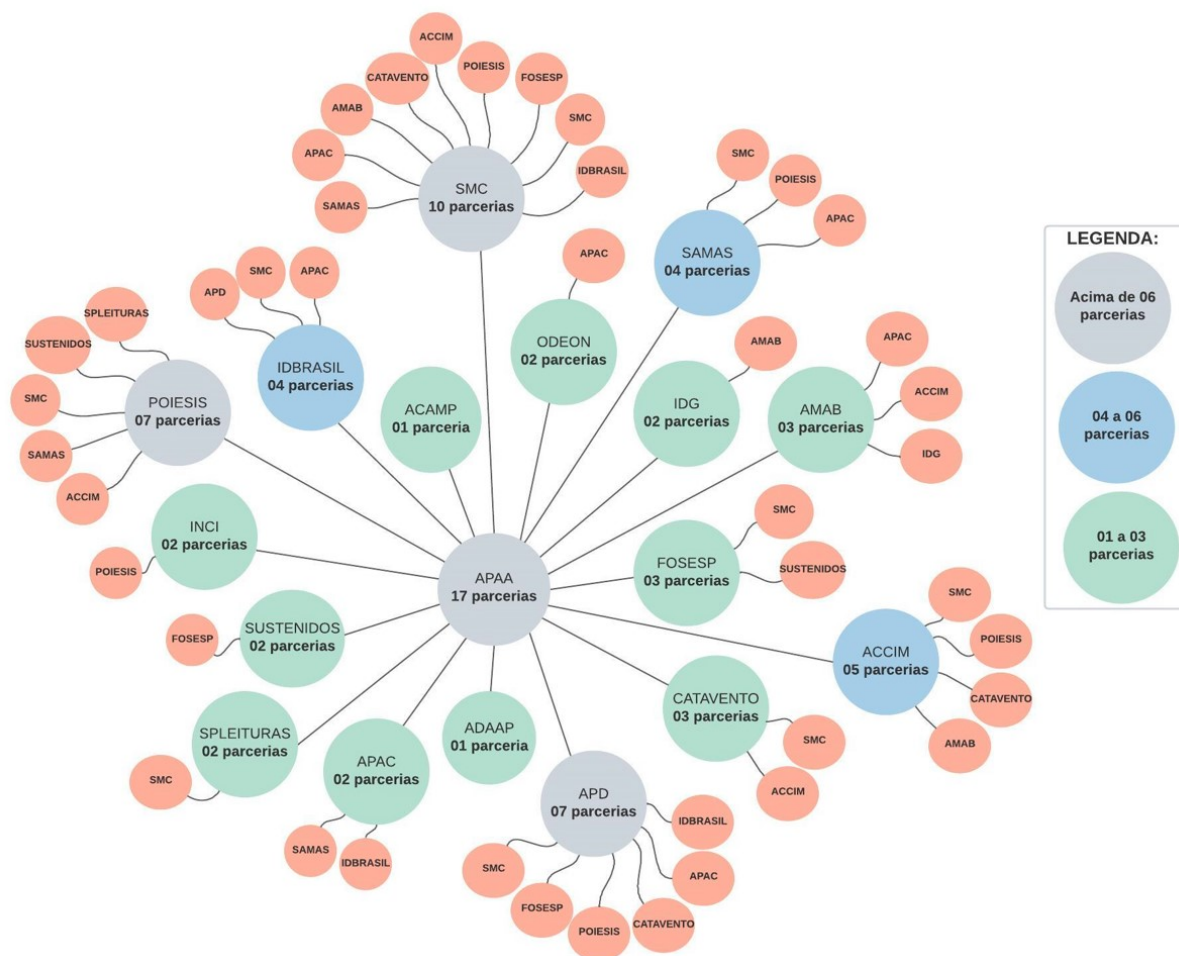 ACCIM
POIESIS
FOSESP
CATAVENTO
AMAB
SMC
APAC
IDBRASIL
SAMAS
SMC
10 parcerias
SMC
POIESIS
APAC
SAMAS
04 parcerias
LEGENDA:
Acima de 06
parcerias
04 a 06
parcerias
01 a 03
parcerias
APD
SMC
APAC
IDBRASIL
04 parcerias
APAC
ODEON
02 parcerias
SPLEITURAS
SUSTENIDOS
SMC
SAMAS
ACCIM
POIESIS
07 parcerias
ACAMP
01 parceria
AMAB
IDG
02 parcerias
APAC
ACCIM
IDG
AMAB
03 parcerias
INCI
02 parcerias
POIESIS
APAA
17 parcerias
SMC
SUSTENIDOS
FOSESP
03 parcerias
FOSESP
SUSTENIDOS
02 parcerias
SMC
POIESIS
CATAVENTO
AMAB
ACCIM
05 parcerias
SPLEITURAS
02 parcerias
SMC
APAC
02 parcerias
SAMAS
IDBRASIL
ADAAP
01 parceria
CATAVENTO
03 parcerias
SMC
ACCIM
APD
07 parcerias
SMC
FOSESP
POIESIS
CATAVENTO
APAC
IDBRASIL